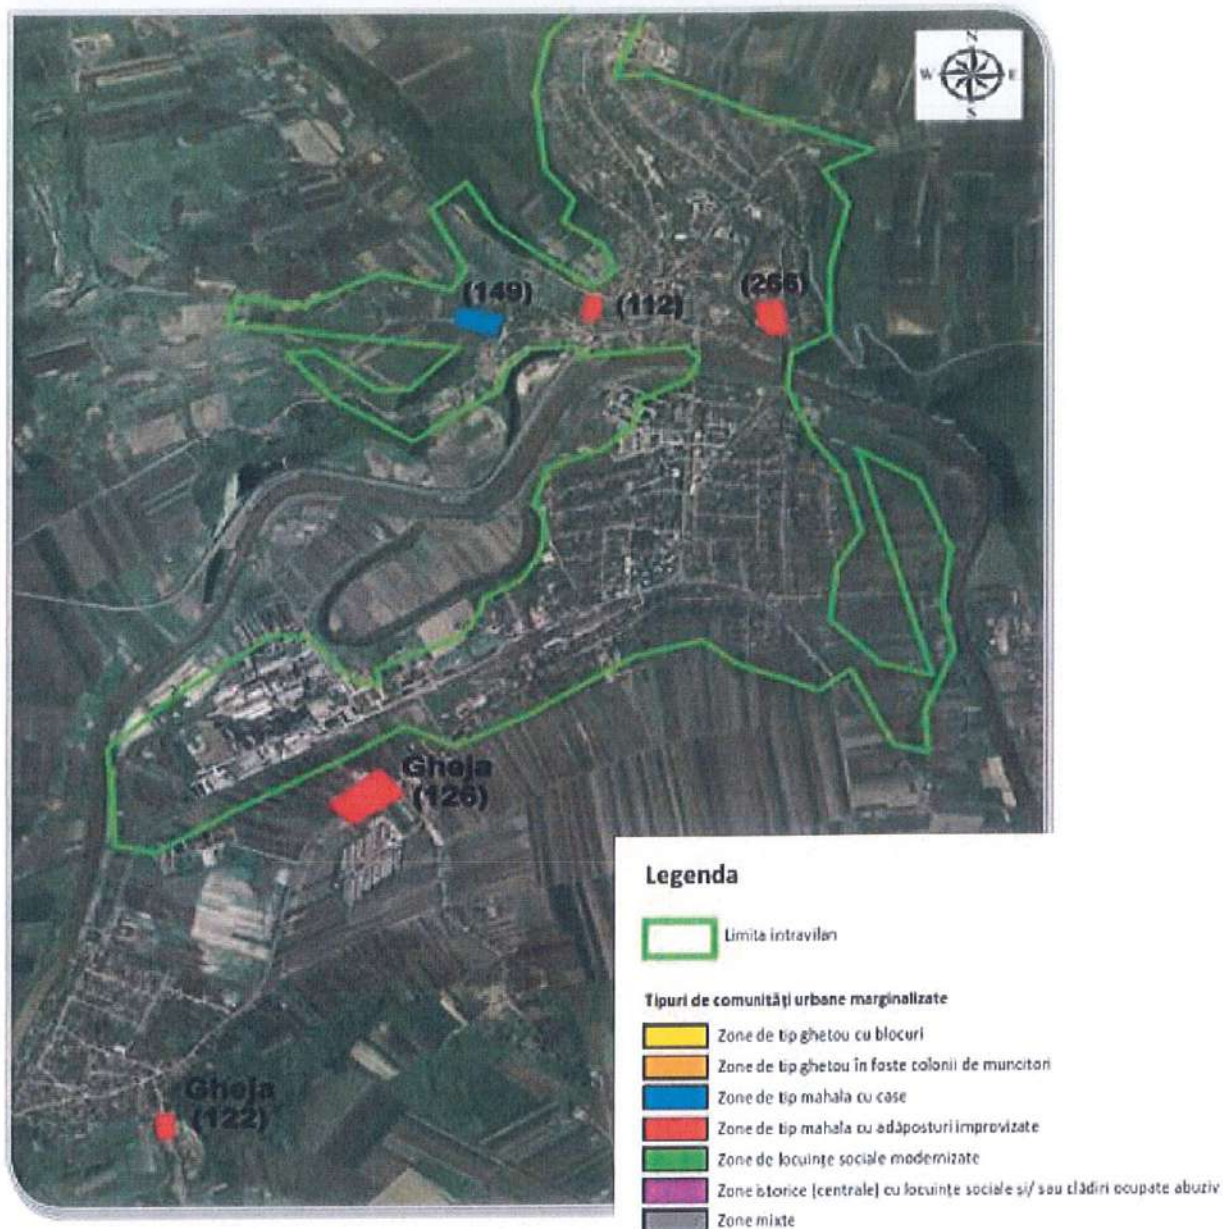 N
W E
S
(149)
(112)
(266)
Gheja
(126)
Gheja
(122)
Legenda
Limita intravilan
Tipuri de comunități urbane marginalizate
Zone de tip ghetou cu blocuri
Zone de tip ghetou în foste colonii de muncitori
Zone de tip mahala cu case
Zone de tip mahala cu adăposturi improvizate
Zone de locuințe sociale modernizate
Zone istorice (centrale) cu locuințe sociale și/ sau clădiri ocupate abuziv
Zone mixte